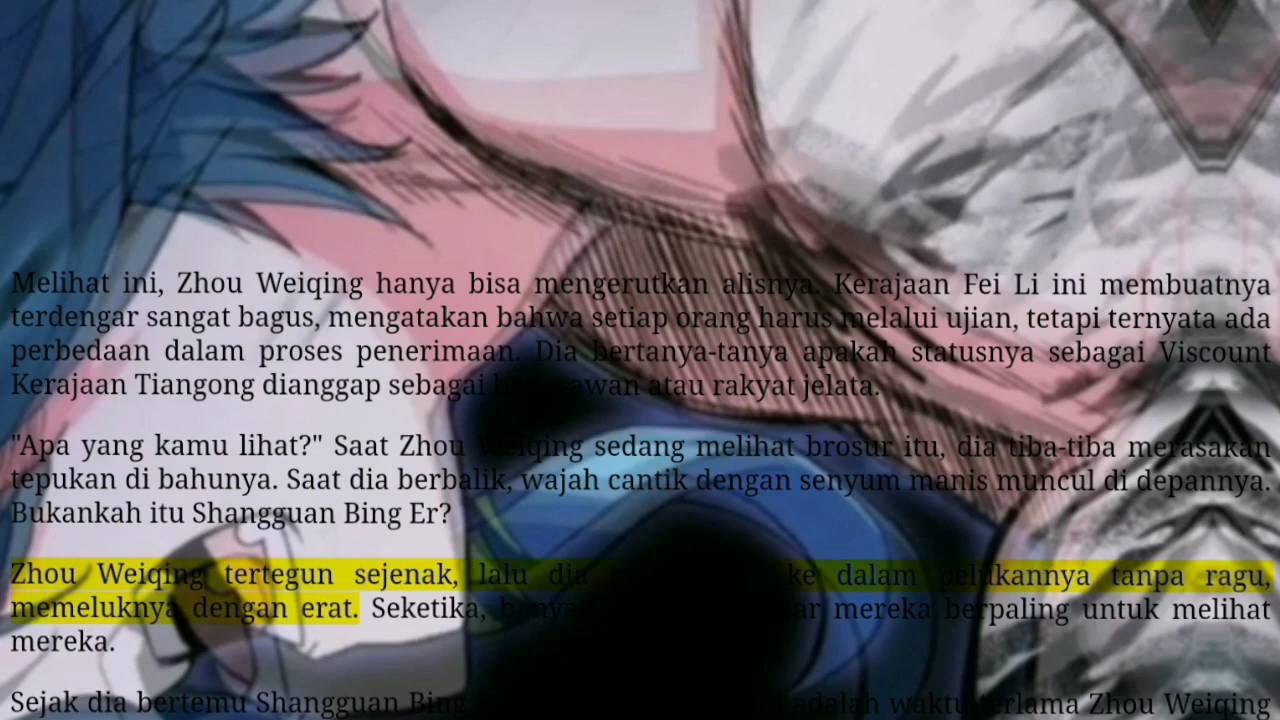 Melihat ini, Zhou Weiqing hanya bisa mengerutkan alisnya. Kerajaan Fei Li ini membuatnya
terdengar sangat bagus, mengatakan bahwa setiap orang harus melalui ujian, tetapi ternyata ada
perbedaan dalam proses penerimaan. Dia bertanya-tanya apakah statusnya sebagai Viscount
Kerajaan Tiangong dianggap sebagai bangsawan atau rakyat jelata.
"Apa yang kamu lihat?" Saat Zhou Weiqing sedang melihat brosur itu, dia tiba-tiba merasakan
tepukan di bahunya. Saat dia berbalik, wajah cantik dengan senyum manis muncul di depannya.
Bukankah itu Shangguan Bing Er?
Zhou Weiqing tertegun sejenak, lalu dia ke dalam pelukannya tanpa ragu,
memeluknya dengan erat. Seketika, mereka berpaling untuk melihat
mereka.
Sejak dia bertemu Shangguan Bing adalah waktu terlama Zhou Weiqing